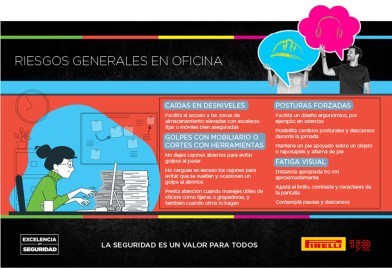 RIESGOS GENERALES EN OFICINA
CAÍDAS EN DESNIVELES
Facilita el acceso a las zonas de
almacenamiento elevadas con escaleras
fijas o móviles bien aseguradas
GOLPES CON MOBILIARIO O
CORTES CON HERRAMIENTAS
No dejes cajones abiertos para evitar
golpes al pasar
No cargues en exceso los cajones para
evitar que se vuelten y ocasionen un
golpe al abrirlos
Presta atención cuando manejes útiles de
oficina como tijeras o grapadoras, y
también cuando otros lo hagan
POSTURAS FORZADAS
Facilita un diseño ergonómico, por
ejemplo; en asientos
Posibilita cambios posturales y descansos
durante la jornada
Mantiene un pie apoyado sobre un objeto
o reposapiés y alterna de pie
FATIGA VISUAL
Distancia apropiada 50 cm
aproximadamente
Ajusta el brillo, contraste y caracteres de
la pantalla
Contempla pausas y descansos
EXCELENCIA
EN
SEGURIDAD
LA SEGURIDAD ES UN VALOR PARA TODOS
PIRELLI
150